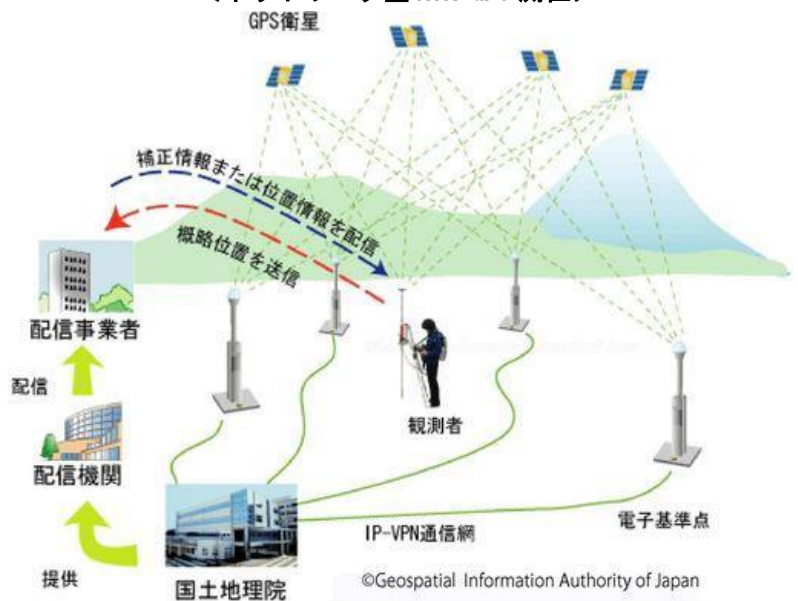 GPS衛星
補正情報または位置情報を配信
概略位置を送信
配信事業者
配信
配信機関
観測者
提供
国土地理院
IP-VPN通信網
電子基準点
©Geospatial Information Authority of Japan